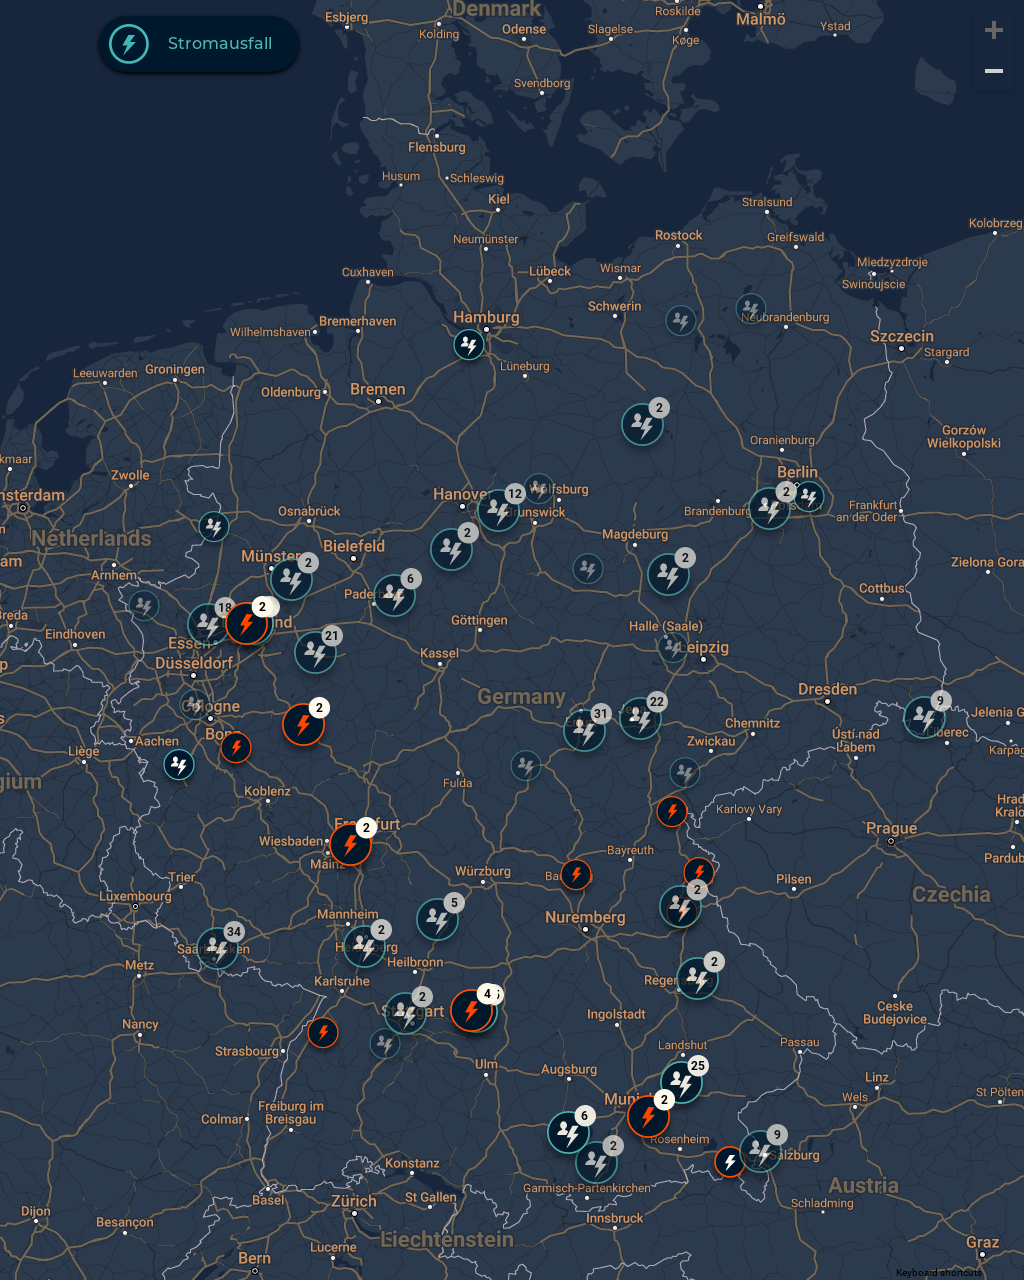 Denmark
Esbjerg
Kolding
Odense
Slagelse
Roskilde
Køge
Malmö
Ystad
Stromausfall
Svendborg
Flensburg
Husum
Schleswig
Kiel
Stralsund
Neumünster
Rostock
Greifswald
Kolobrzeg
Cuxhaven
Lübeck
Wismar
Miedzyzdroje
Swinoujscie
Schwerin
Hamburg
Bremerhaven
Wilhelmshaven
Neubrandenburg
Szczecin
Stargard
Leeuwarden
Groningen
Lüneburg
Oldenburg
Bremen
2
Gorzów
Wielkopolski
Oranienburg
kmaar
Zwolle
Berlin
nsterdam
Hanover
12
Wolfsburg
2
Osnabrück
Brunswick
Brandenburg
Frankfurt
an der Oder
Netherlands
Magdeburg
2
Bielefeld
Münster
2
2
Zielona Gora
am
Arnhem
6
Cottbus
Paderb
18
2
nd
Breda
Eindhoven
Göttingen
Halle (Saale)
21
Essen
Leipzig
Kassel
Düsseldorf
p
Germany
Dresden
Cologne
2
31
22
9
Jelenia G
Bonn
Chemnitz
Ústí nad
Labem
Liberec
Aachen
Zwickau
Liège
Karpac
gium
Fulda
Koblenz
Hrad
Kralo
Karlovy Vary
Frankfurt
2
Prague
Wiesbaden
Mainz
Bayreuth
Pardub
Würzburg
Trier
Pilsen
Luxembourg
2
Czechia
5
Mannheim
Nuremberg
34
2
Saarbrücken
Heidelberg
Heilbronn
2
Metz
Karlsruhe
Regensburg
2
4
Stuttgart
Ingolstadt
Ceske
Budejovice
Nancy
Strasbourg
Landshut
Passau
Ulm
Augsburg
25
Linz
St Pölten
Munich
2
Wels
Colmar
Freiburg im
Breisgau
6
2
Rosenheim
9
Salzburg
Konstanz
Garmisch-Partenkirchen
Austria
Basel
Zürich
St Gallen
Schladming
Dijon
Besançon
Innsbruck
Liechtenstein
Lucerne
Bern
Graz
Keyboard shortcuts